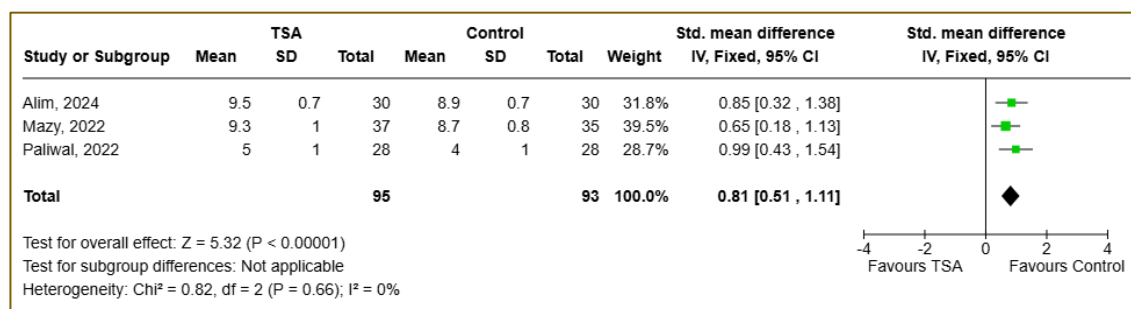 TSA Control Std. mean difference Std. mean difference
Study or Subgroup Mean SD Total Mean SD Total Weight IV, Fixed, 95% CI IV, Fixed, 95% CI
Alim, 2024 9.5 0.7 30 8.9 0.7 30 31.8% 0.85 [0.32 , 1.38]
Mazy, 2022 9.3 1 37 8.7 0.8 35 39.5% 0.65 [0.18 , 1.13]
Paliwal, 2022 5 1 28 4 1 28 28.7% 0.99 [0.43 , 1.54]
Total 95 93 100.0% 0.81 [0.51 , 1.11]
Test for overall effect: Z = 5.32 (P < 0.00001)
Test for subgroup differences: Not applicable
Heterogeneity: Chi² = 0.82, df = 2 (P = 0.66); I² = 0%
-4 -2 0 2 4
Favours TSA Favours Control